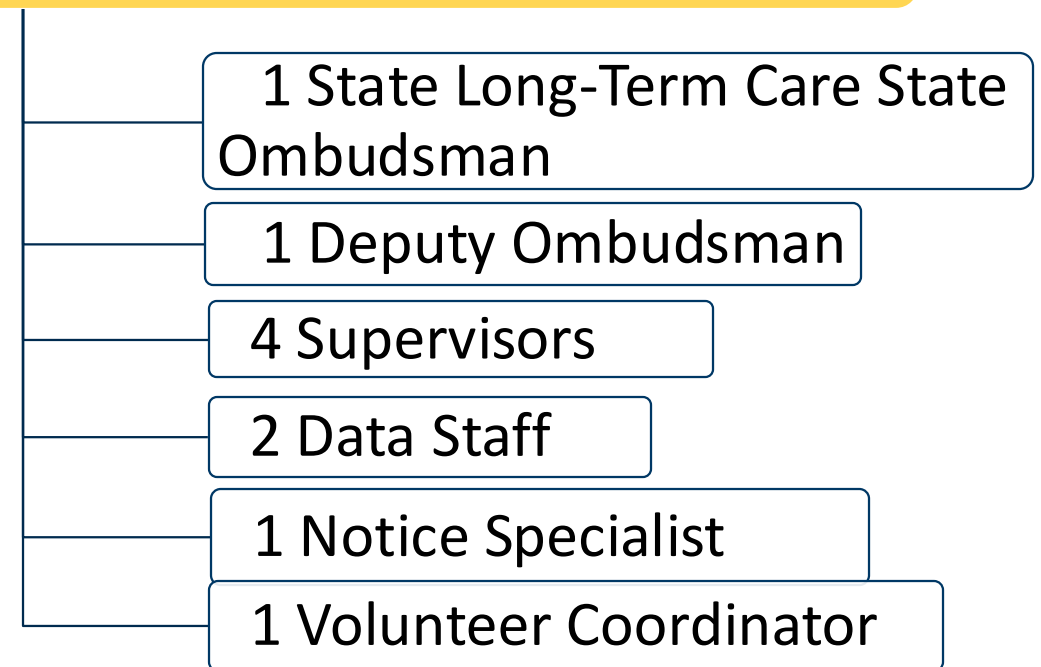 1 State Long-Term Care State
Ombudsman
1 Deputy Ombudsman
4 Supervisors
2 Data Staff
1 Notice Specialist
1 Volunteer Coordinator